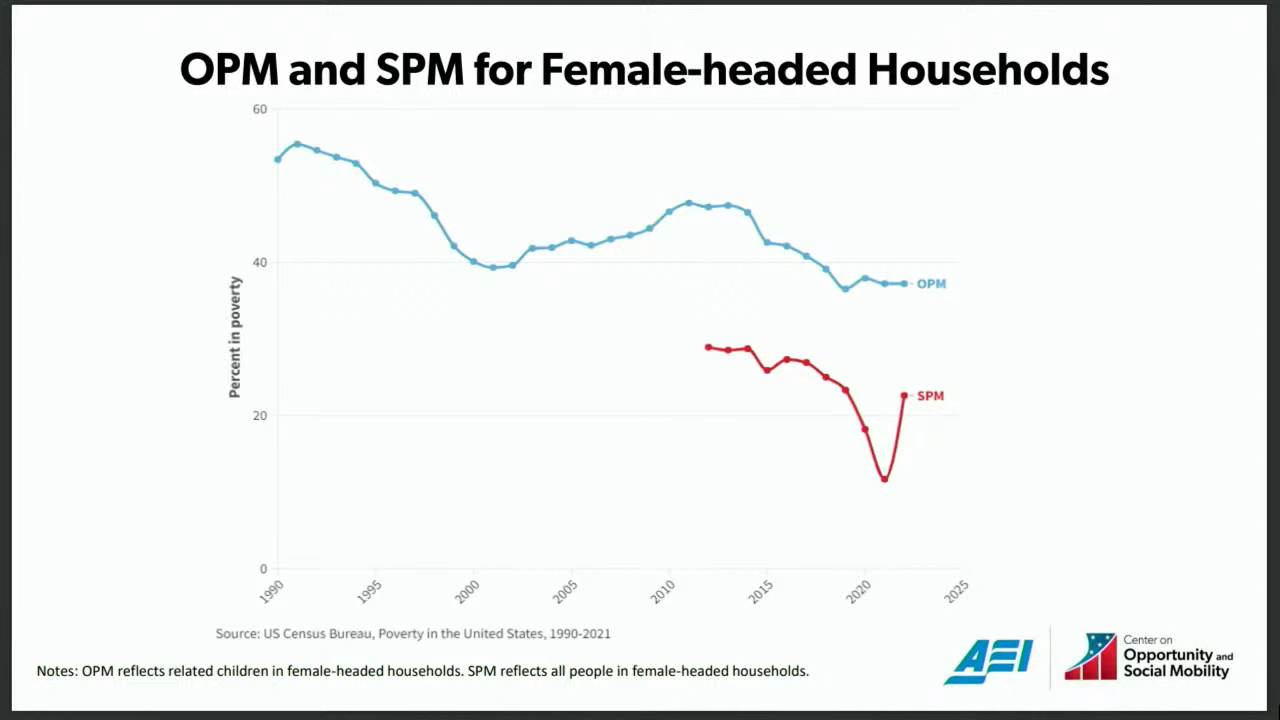 OPM and SPM for Female-headed Households
60
40
20
0
Percent in poverty
OPM
SPM
1990
1995
2000
2005
2010
2015
2020
2025
Source: US Census Bureau, Poverty in the United States, 1990-2021
Notes: OPM reflects related children in female-headed households. SPM reflects all people in female-headed households.
AEI
Center on
Opportunity and
Social Mobility